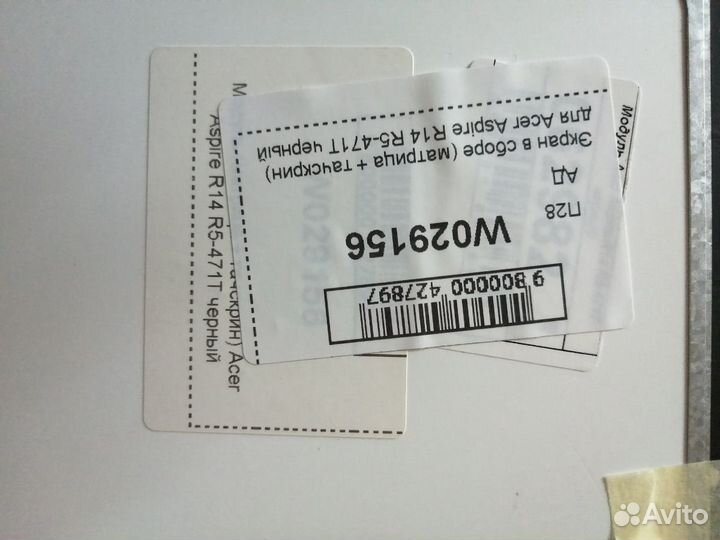 Экран в сборе (матрица + тачскрин)
для Acer Aspire R14 R5-471T черный
АД
П28
W029156
9 800000 427897
тачскрин) Acer
Aspire R14 R5-471T черный
Модуль
Avito